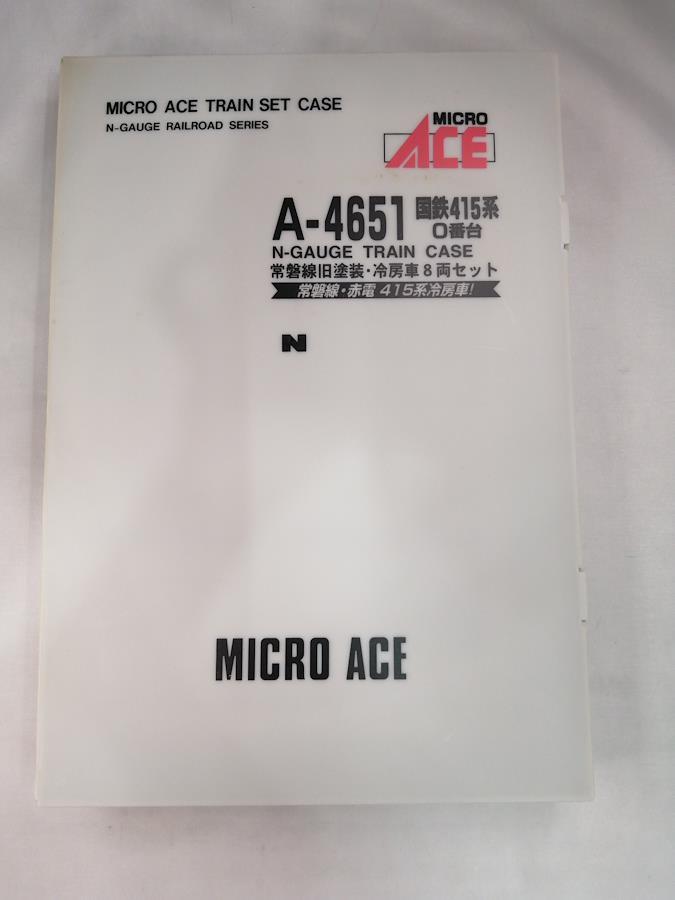 MICRO ACE TRAIN SET CASE
N-GAUGE RAILROAD SERIES
MICRO
ACE
A-4651 国鉄415系
0番台
N-GAUGE TRAIN CASE
常磐線旧塗装・冷房車8両セット
常磐線・赤電 415系冷房車!
N
MICRO ACE